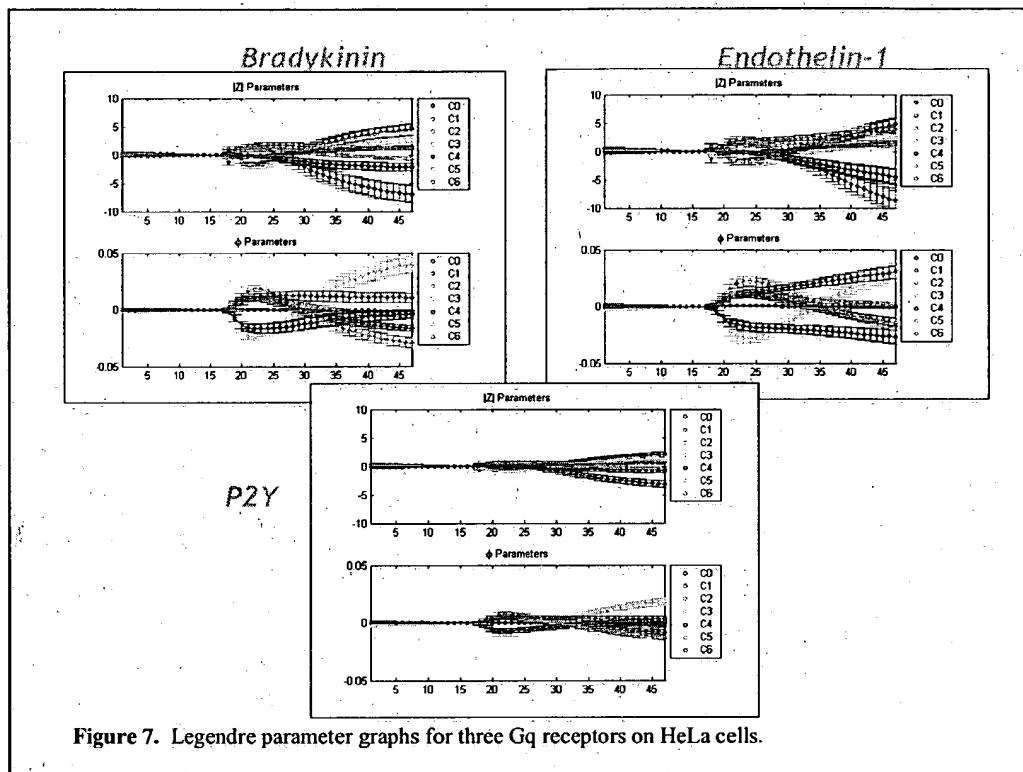 Bradykinin
|Z| Parameters
10
5
0
-5
-10
5 10 15 20 25 30 35 40 45
C0
C1
C2
C3
C4
C5
C6
ϕ Parameters
0.05
0
-0.05
5 10 15 20 25 30 35 40 45
C0
C1
C2
C3
C4
C5
C6
Endothelin-1
|Z| Parameters
10
5
0
-5
-10
5 10 15 20 25 30 35 40 45
C0
C1
C2
C3
C4
C5
C6
ϕ Parameters
0.05
0
-0.05
5 10 15 20 25 30 35 40 45
C0
C1
C2
C3
C4
C5
C6
P2Y
|Z| Parameters
10
5
0
-5
-10
5 10 15 20 25 30 35 40 45
C0
C1
C2
C3
C4
C5
C6
ϕ Parameters
0.05
0
-0.05
5 10 15 20 25 30 35 40 45
C0
C1
C2
C3
C4
C5
C6
Figure 7. Legendre parameter graphs for three Gq receptors on HeLa cells.